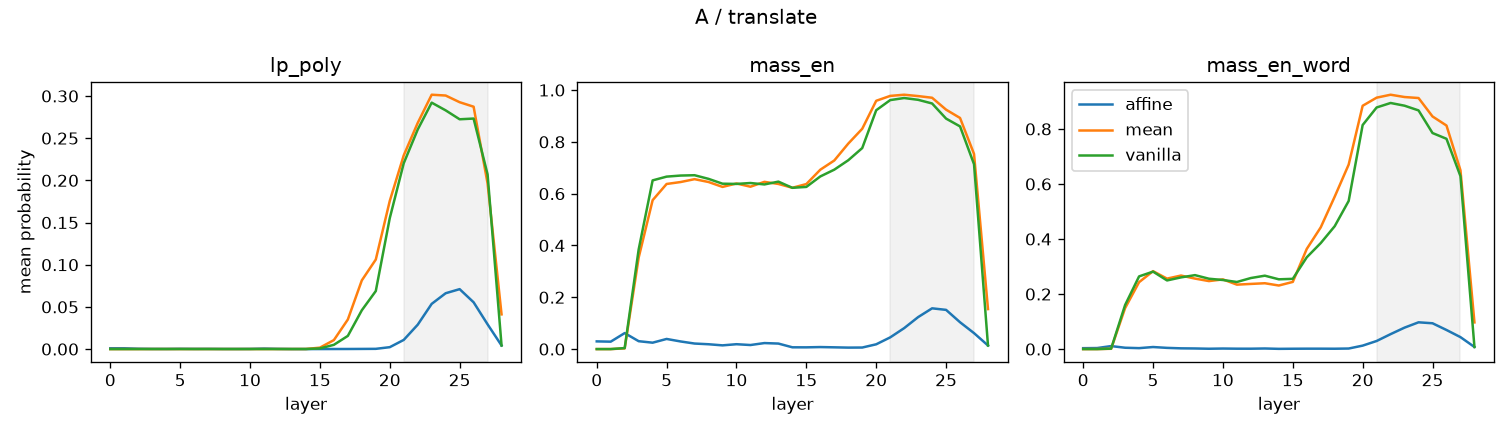 A / translate
lp_poly
mass_en
mass_en_word
mean probability
0.30
0.25
0.20
0.15
0.10
0.05
0.00
0 5 10 15 20 25
layer
1.0
0.8
0.6
0.4
0.2
0.0
0 5 10 15 20 25
layer
affine
mean
vanilla
0.8
0.6
0.4
0.2
0.0
0 5 10 15 20 25
layer